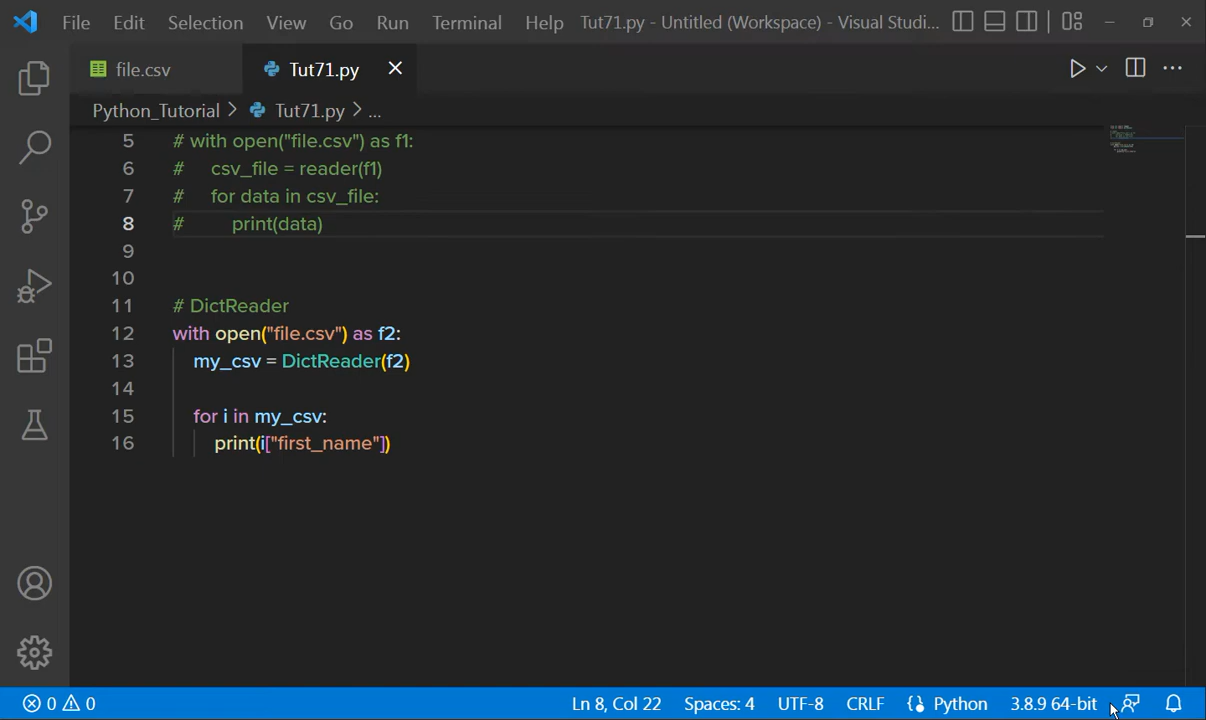 File Edit Selection View Go Run Terminal Help Tut71.py - Untitled (Workspace) - Visual Studi...
file.csv Tut71.py
Python_Tutorial > Tut71.py > ...
5 # with open("file.csv") as f1:
6 # csv_file = reader(f1)
7 # for data in csv_file:
8 # print(data)
9
10
11 # DictReader
12 with open("file.csv") as f2:
13 my_csv = DictReader(f2)
14
15 for i in my_csv:
16 print(i["first_name"])
0 0 Ln 8, Col 22 Spaces: 4 UTF-8 CRLF Python 3.8.9 64-bit